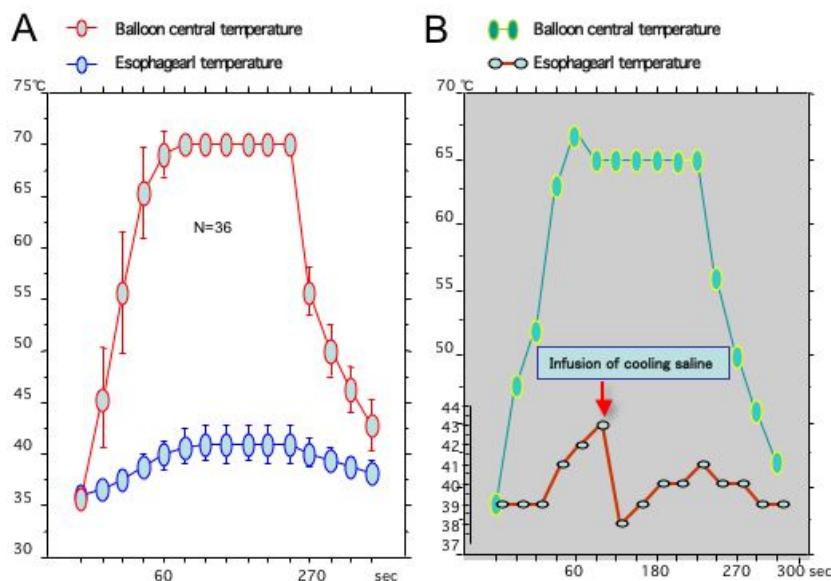 A
Balloon central temperature
Esophagearl temperature
75℃
70
65
60
55
50
45
40
35
30
N=36
60 270 sec
B
Balloon central temperature
Esophagearl temperature
70 ℃
65
60
55
50
Infusion of cooling saline
44
43
42
41
40
39
38
37
60 180 270 300 sec